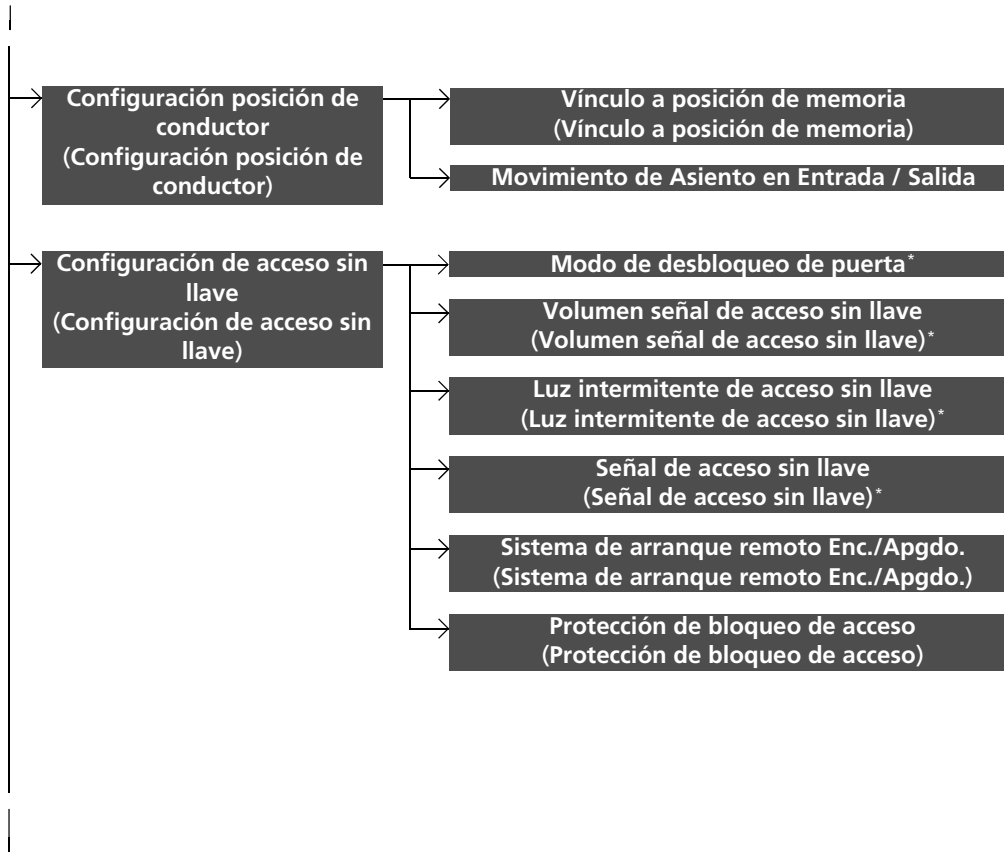 Configuración posición de
conductor
(Configuración posición de
conductor)
Vínculo a posición de memoria
(Vínculo a posición de memoria)
Movimiento de Asiento en Entrada / Salida
Configuración de acceso sin
llave
(Configuración de acceso sin
llave)
Modo de desbloqueo de puerta*
Volumen señal de acceso sin llave
(Volumen señal de acceso sin llave)*
Luz intermitente de acceso sin llave
(Luz intermitente de acceso sin llave)*
Señal de acceso sin llave
(Señal de acceso sin llave)*
Sistema de arranque remoto Enc./Apgdo.
(Sistema de arranque remoto Enc./Apgdo.)
Protección de bloqueo de acceso
(Protección de bloqueo de acceso)